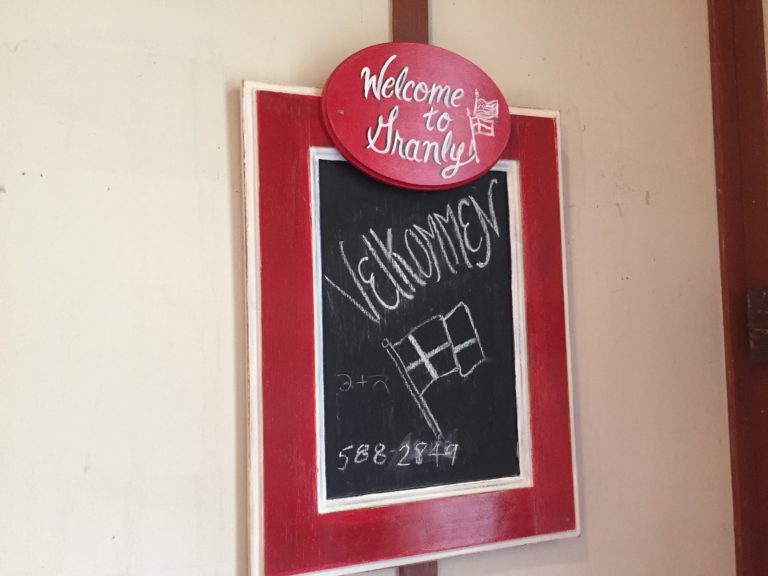 Welcome
to
Granly
VELKOMMEN
2+2
588-2849